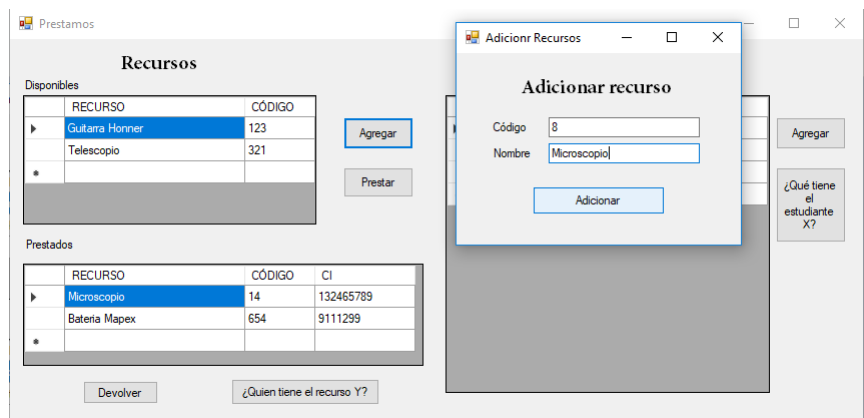 Prestamos
Recursos
Disponibles
RECURSO CÓDIGO
Guitarra Honner 123
Telescopio 321
Agregar
Prestar
Prestados
RECURSO CÓDIGO CI
Microscopio 14 132465789
Bateria Mapex 654 9111299
Devolver
¿Quien tiene el recurso Y?
Adicionr Recursos
Adicionar recurso
Código 8
Nombre Microscopio
Adicionar
Agregar
¿Qué tiene
el
estudiante
X?